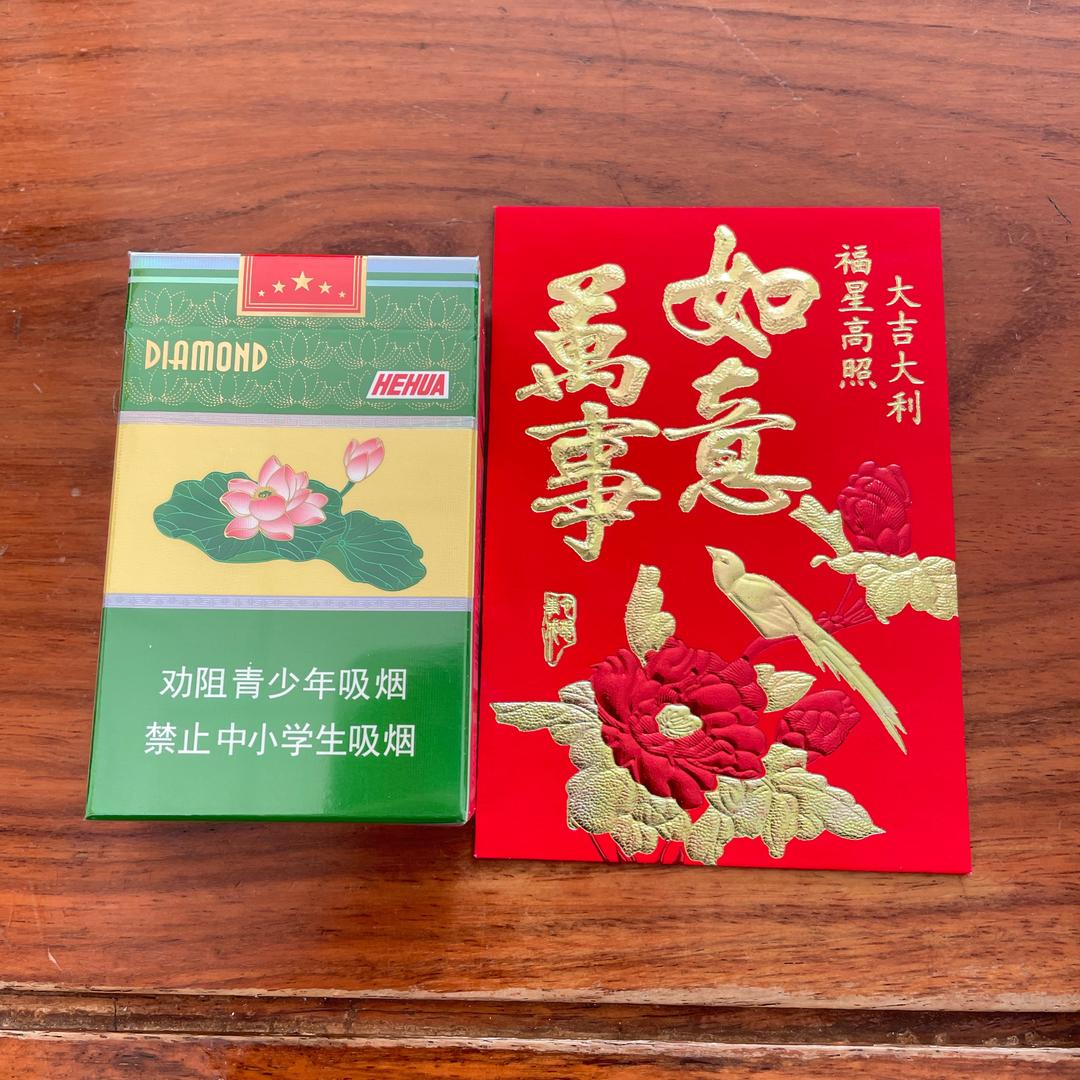 DIAMOND
HEHUA
劝阻青少年吸烟
禁止中小学生吸烟
大吉大利
福星高照
如意
萬事